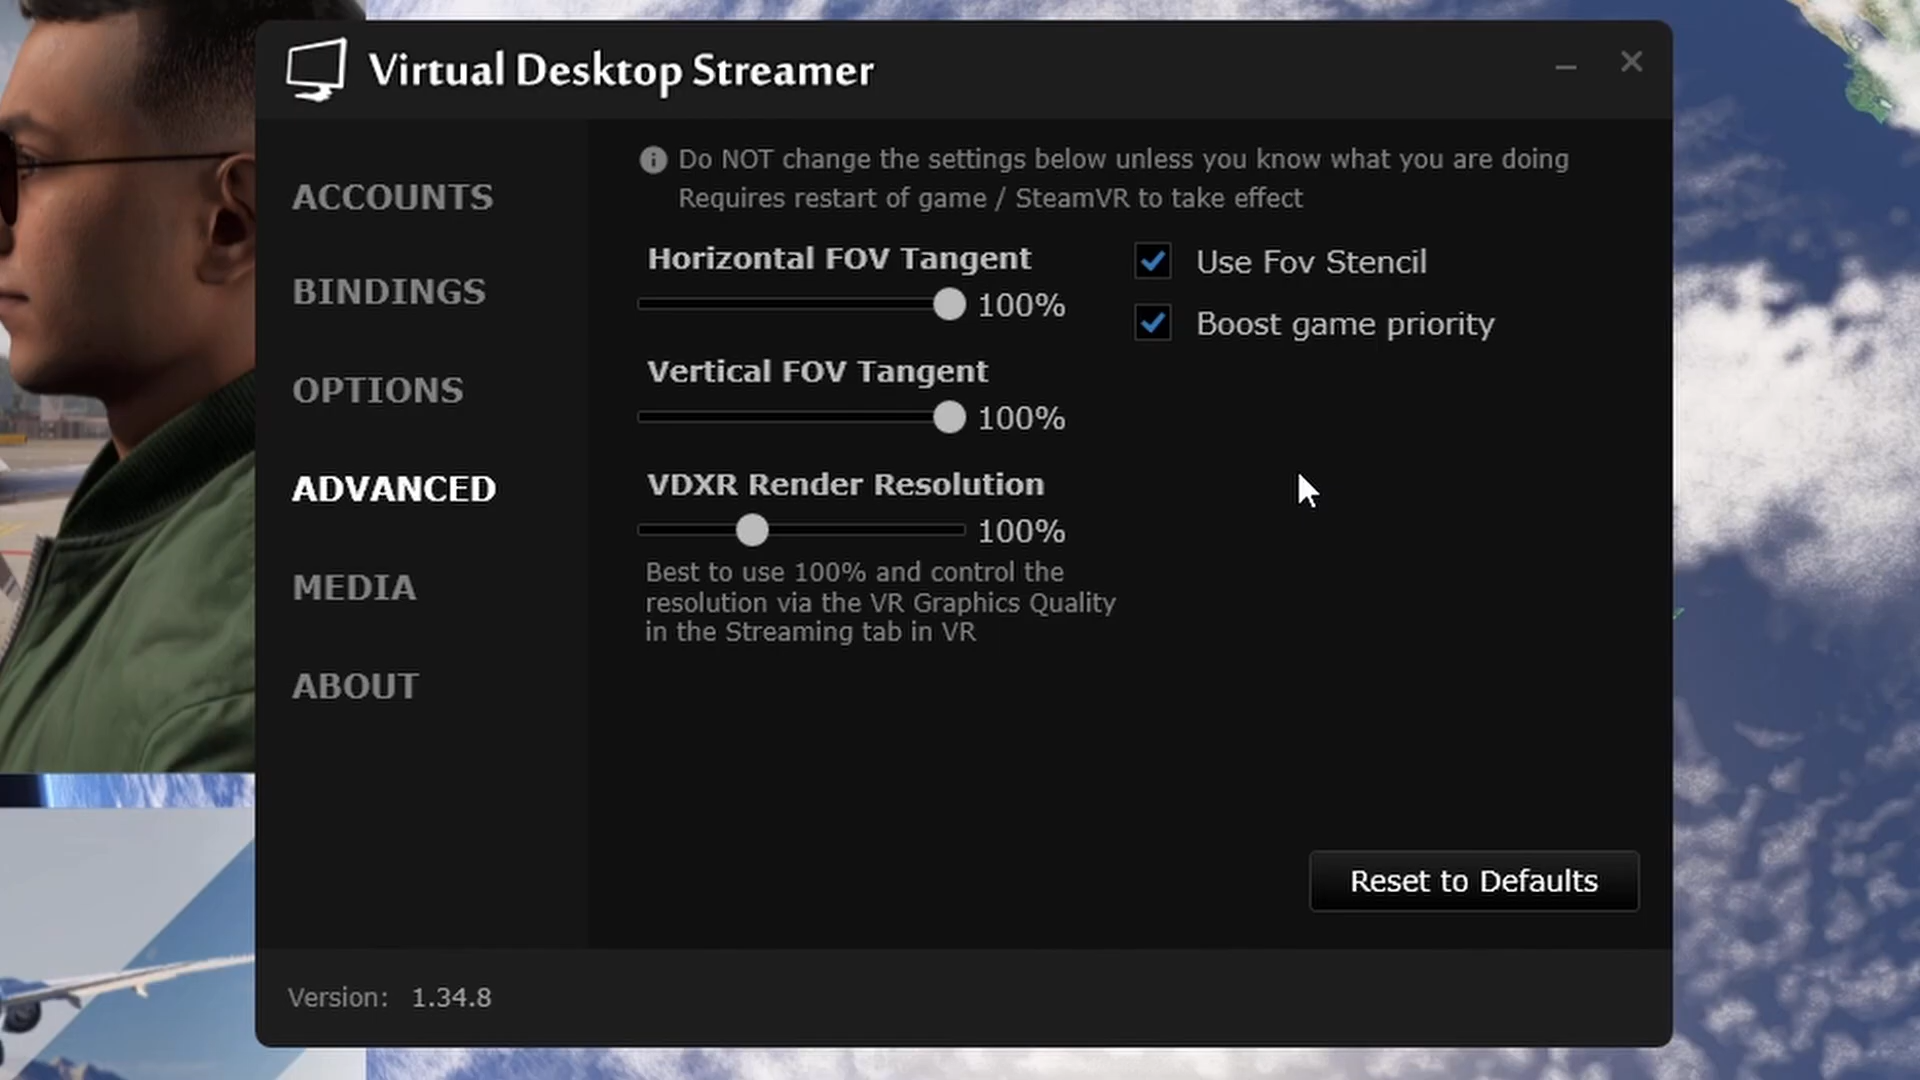 Virtual Desktop Streamer
ACCOUNTS
BINDINGS
OPTIONS
ADVANCED
MEDIA
ABOUT
Do NOT change the settings below unless you know what you are doing
Requires restart of game / SteamVR to take effect
Horizontal FOV Tangent
100%
Use Fov Stencil
Boost game priority
Vertical FOV Tangent
100%
VDXR Render Resolution
100%
Best to use 100% and control the
resolution via the VR Graphics Quality
in the Streaming tab in VR
Reset to Defaults
Version: 1.34.8